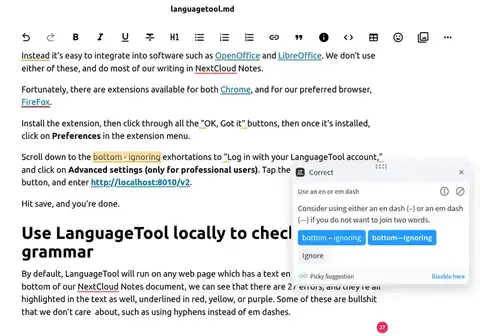 languagetool.md
H1
Instead it's easy to integrate into software such as OpenOffice and LibreOffice. We don't use
either of these, and do most of our writing in NextCloud Notes.
Fortunately, there are extensions available for both Chrome, and for our preferred browser,
FireFox.
Install the extension, then click through all the "OK, Got it" buttons, then once it's installed,
click on Preferences in the extension menu.
Scroll down to the bottom - ignoring exhortations to "Log in with your LanguageTool account,"
and click on Advanced settings (only for professional users). Tap the
button, and enter http://localhost:8010/v2.
Hit save, and you're done.
Use LanguageTool locally to chec
grammar
By default, LanguageTool will run on any web page which has a text en
bottom of our NextCloud Notes document, we can see that there are 27 errors, and they're all
highlighted in the text as well, underlined in red, yellow, or purple. Some of these are bullshit
that we don't care about, such as using hyphens instead of em dashes.
Correct
Use an en or em dash
Consider using either an en dash (–) or an em dash
(—) if you do not want to join two words.
bottom – ignoring
bottom—ignoring
Ignore
Picky Suggestion
Disable here
27